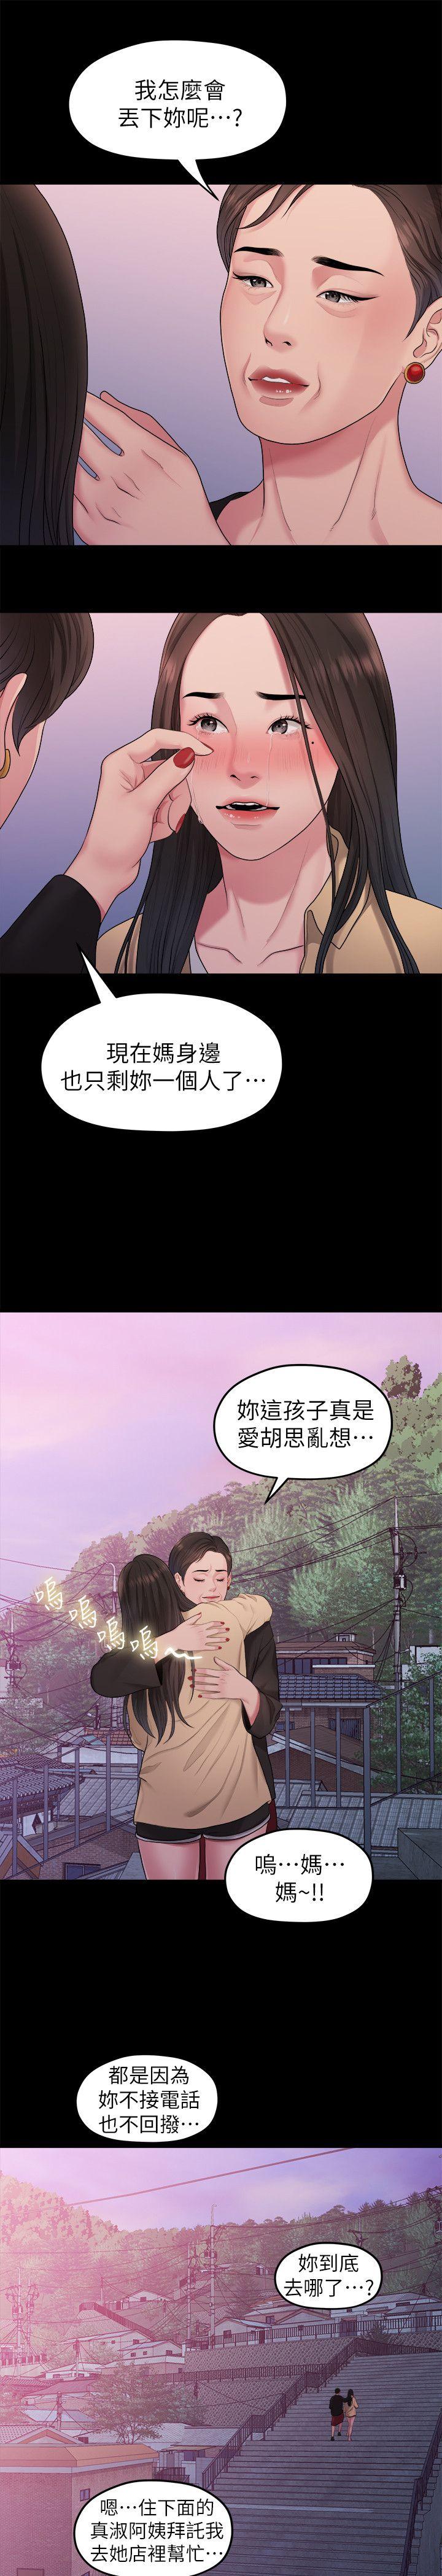 我怎麼會
丟下妳呢⋯?
現在媽身邊
也只剩妳一個人了⋯
妳這孩子真是
愛胡思亂想⋯
嗚
嗚
嗚
嗚
嗚⋯媽⋯
媽~!!
都是因為
妳不接電話
也不回撥⋯
妳到底
去哪了⋯?
嗯⋯住下面的
真淑阿姨拜託我
去她店裡幫忙⋯